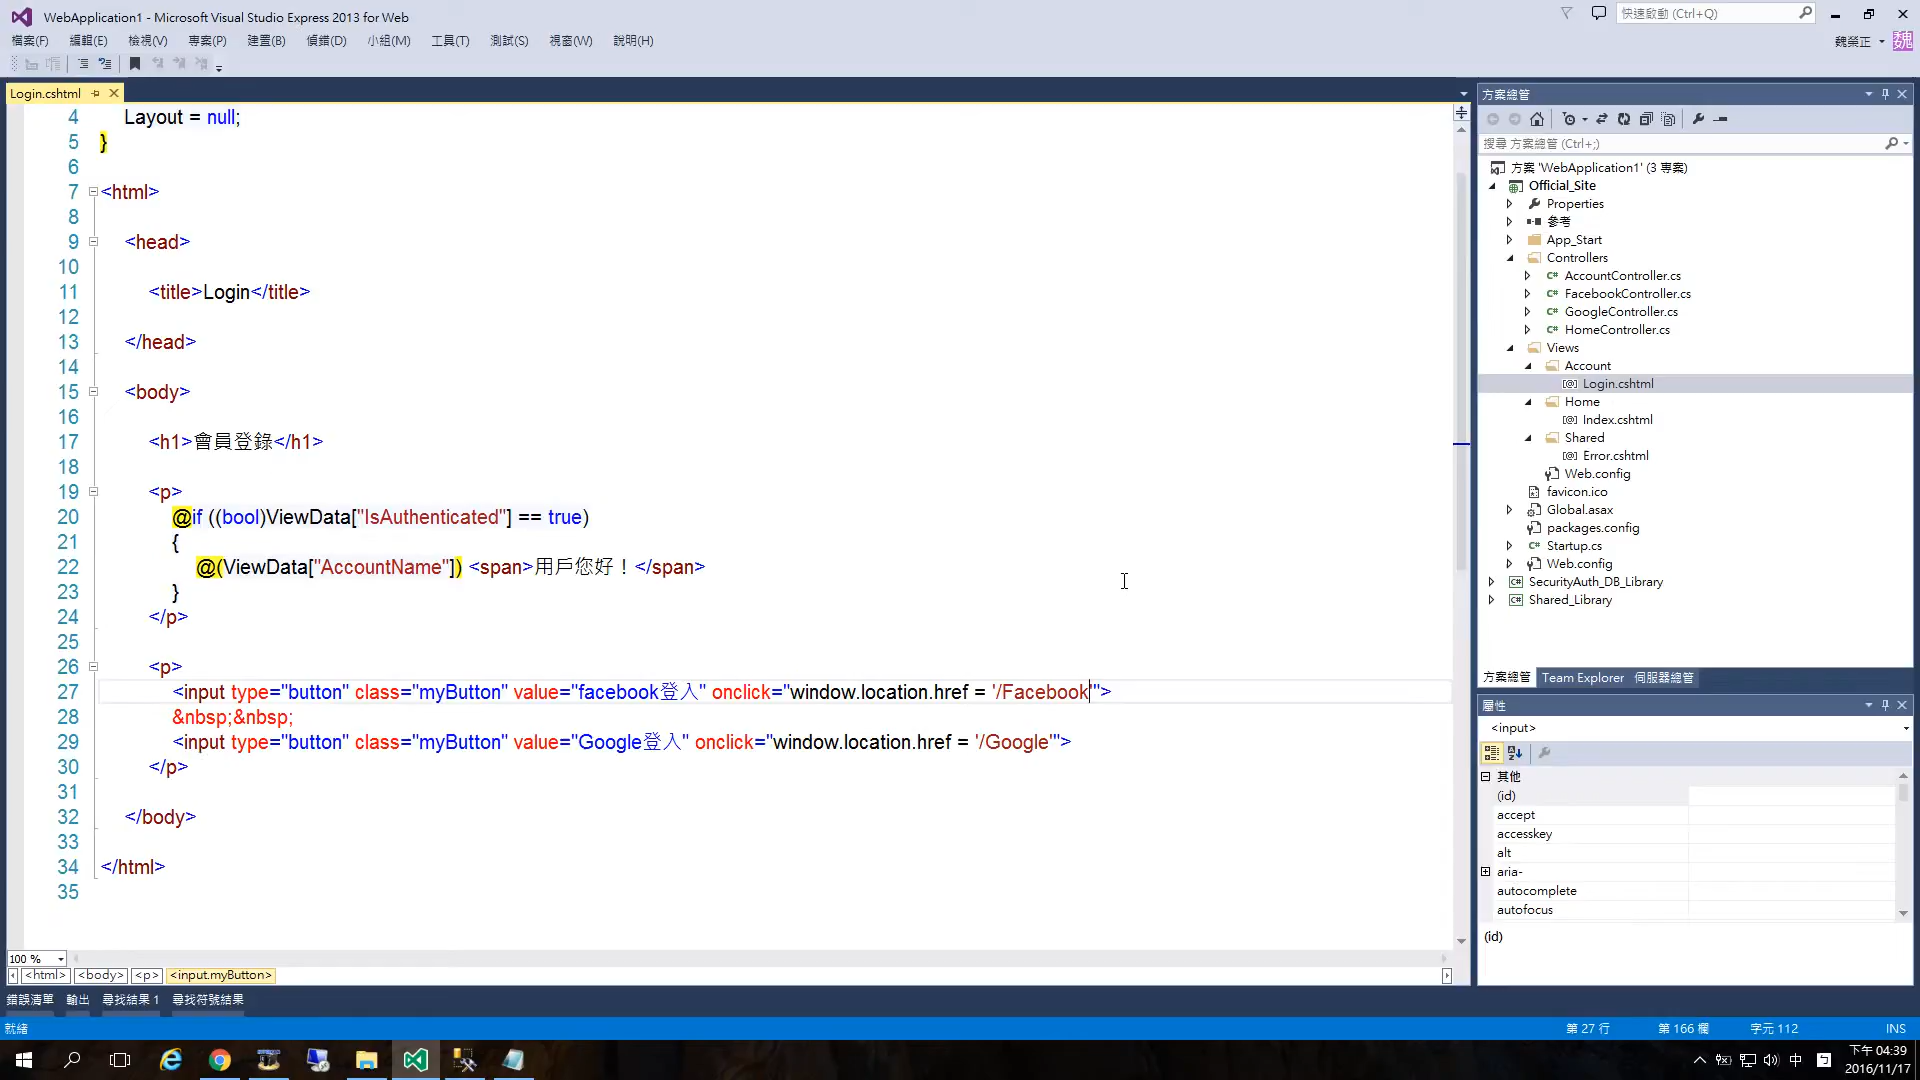 WebApplication1 - Microsoft Visual Studio Express 2013 for Web
快速啟動 (Ctrl+Q)
檔案(F) 編輯(E) 檢視(V) 專案(P) 建置(B) 偵錯(D) 小組(M) 工具(T) 測試(S) 視窗(W) 說明(H)
魏榮正 魏
Login.cshtml
4 Layout = null;
5 }
6
7 <html>
8
9 <head>
10
11 <title>Login</title>
12
13 </head>
14
15 <body>
16
17 <h1>會員登錄</h1>
18
19 <p>
20 @if ((bool)ViewData["IsAuthenticated"] == true)
21 {
22 @(ViewData["AccountName"]) <span>用戶您好！</span>
23 }
24 </p>
25
26 <p>
27 <input type="button" class="myButton" value="facebook登入" onclick="window.location.href = '/Facebook'">
28 &nbsp;&nbsp;
29 <input type="button" class="myButton" value="Google登入" onclick="window.location.href = '/Google'">
30 </p>
31
32 </body>
33
34 </html>
35
100 %
<html> <body> <p> <input.myButton>
錯誤清單 輸出 尋找結果 1 尋找符號結果
方案總管
搜尋 方案總管 (Ctrl+;)
方案 'WebApplication1' (3 專案)
Official_Site
Properties
參考
App_Start
Controllers
C# AccountController.cs
C# FacebookController.cs
C# GoogleController.cs
C# HomeController.cs
Views
Account
[@] Login.cshtml
Home
[@] Index.cshtml
Shared
[@] Error.cshtml
Web.config
favicon.ico
Global.asax
packages.config
C# Startup.cs
Web.config
C# SecurityAuth_DB_Library
C# Shared_Library
方案總管 Team Explorer 伺服器總管
屬性
<input>
其他
(id)
accept
accesskey
alt
aria-
autocomplete
autofocus
(id)
就緒 第 27 行 第 166 欄 字元 112 INS
中
下午 04:39
2016/11/17